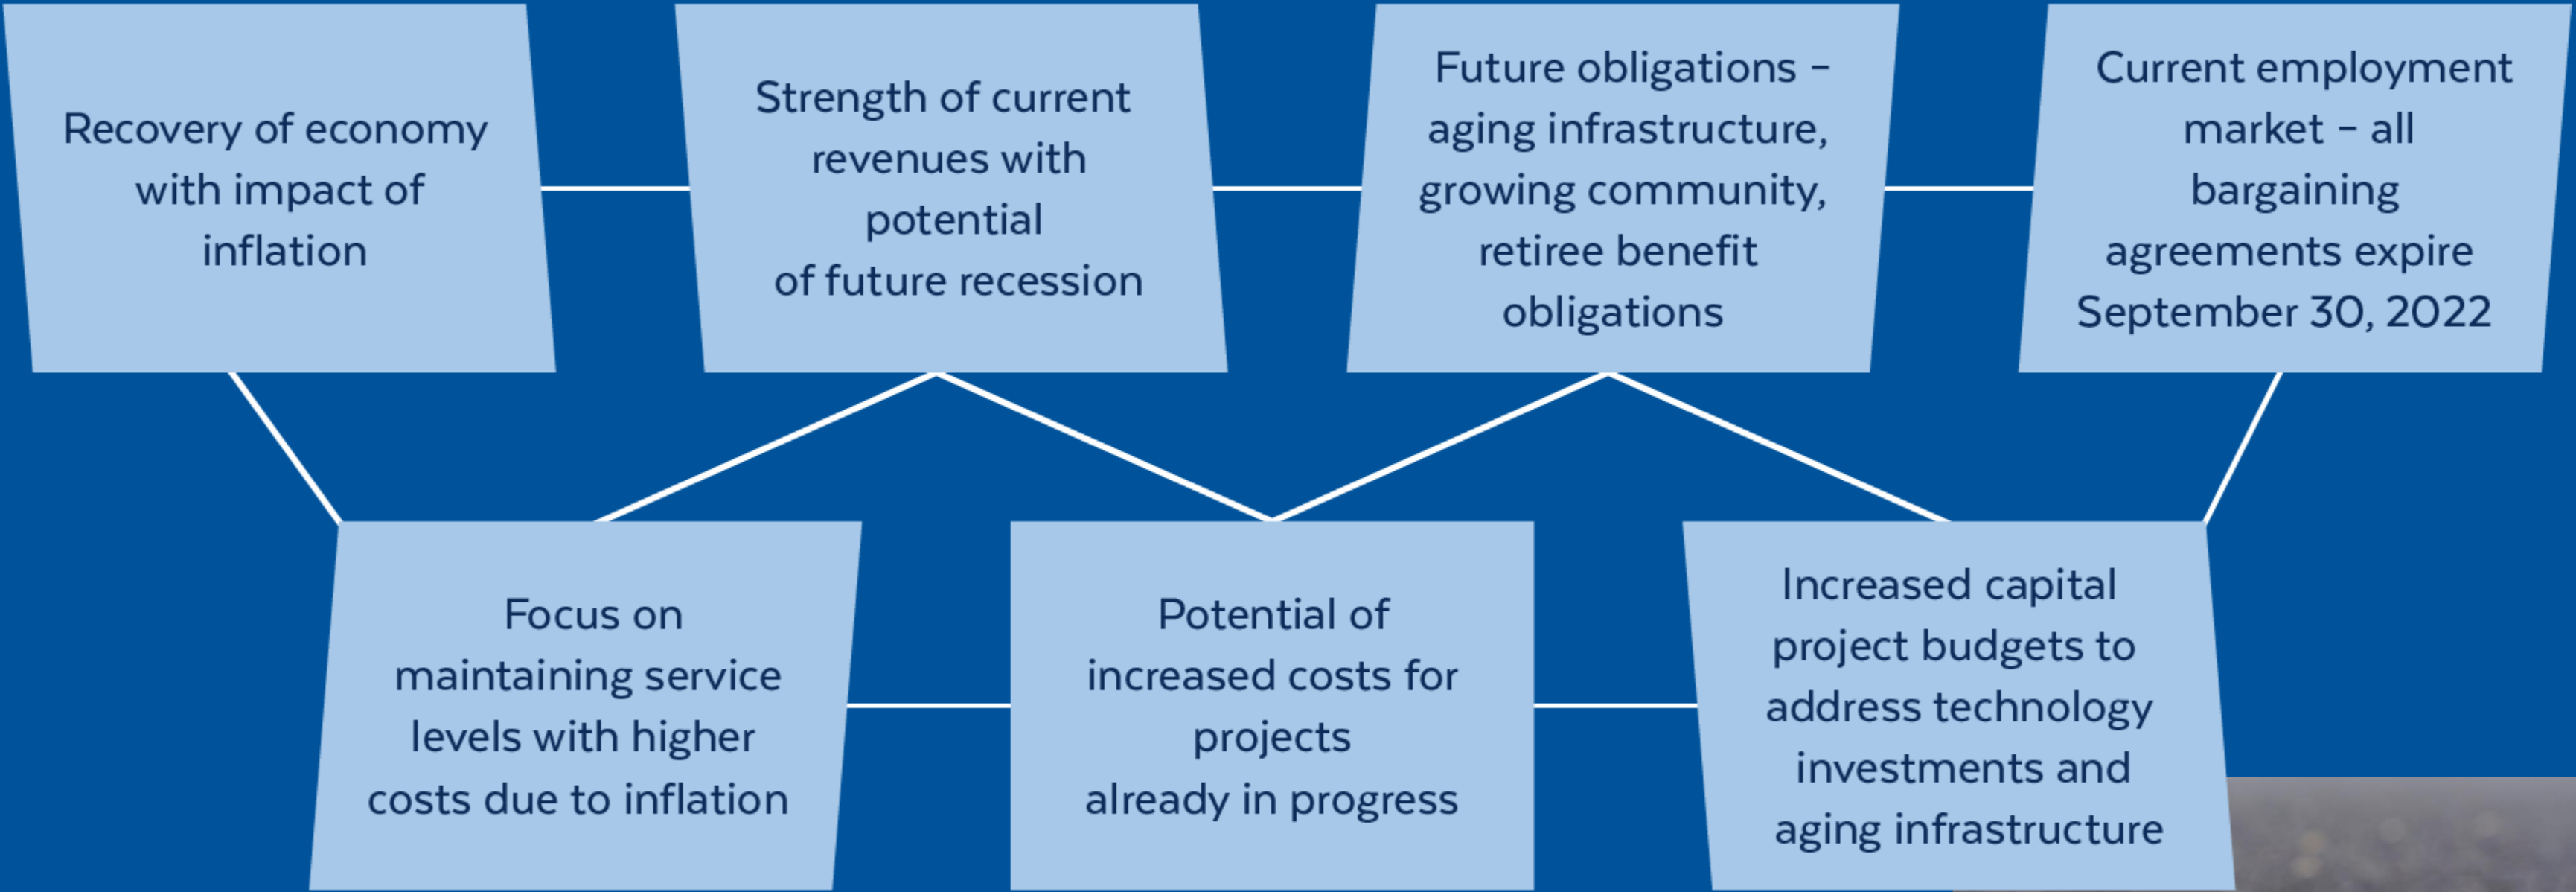 Recovery of economy
with impact of
inflation
Strength of current
revenues with
potential
of future recession
Future obligations –
aging infrastructure,
growing community,
retiree benefit
obligations
Current employment
market – all
bargaining
agreements expire
September 30, 2022
Focus on
maintaining service
levels with higher
costs due to inflation
Potential of
increased costs for
projects
already in progress
Increased capital
project budgets to
address technology
investments and
aging infrastructure